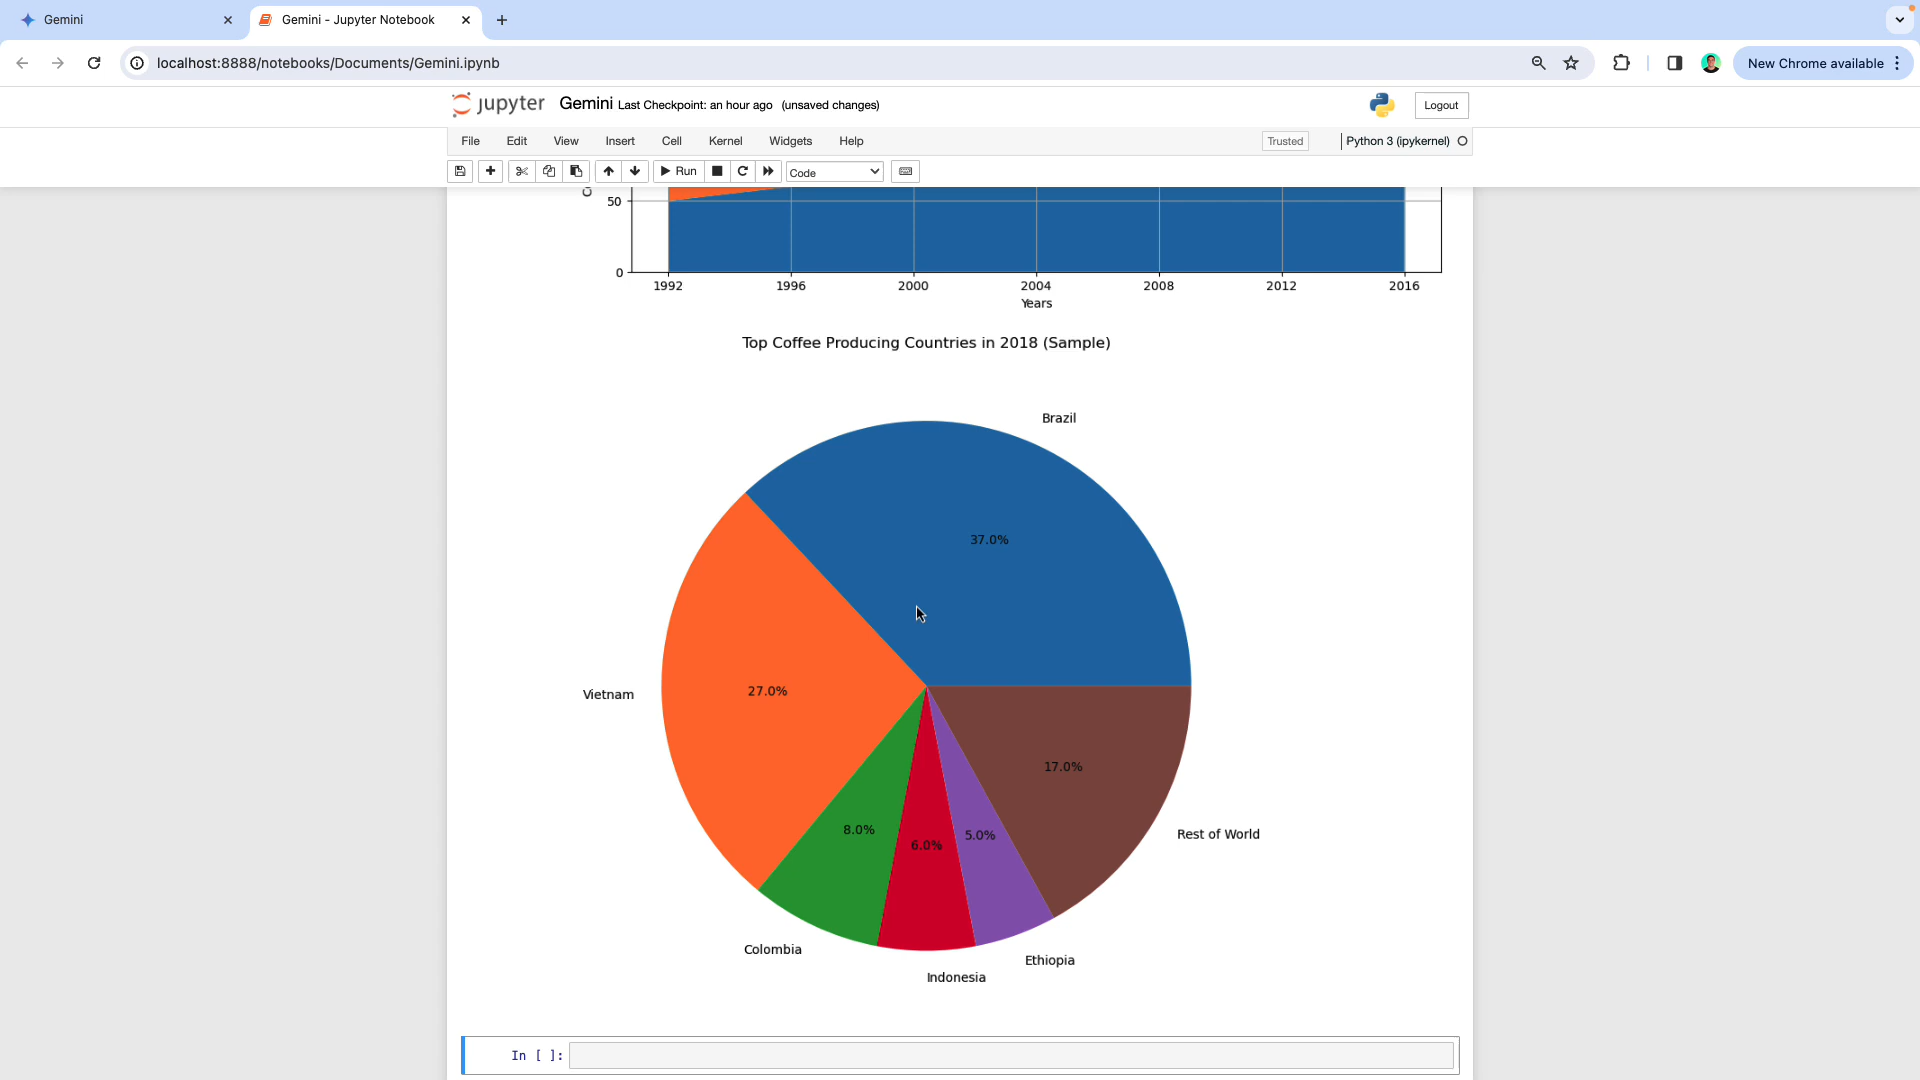 Gemini
Gemini - Jupyter Notebook
localhost:8888/notebooks/Documents/Gemini.ipynb
New Chrome available
jupyter Gemini Last Checkpoint: an hour ago (unsaved changes)
Logout
File Edit View Insert Cell Kernel Widgets Help
Trusted
Python 3 (ipykernel)
Run
Code
50
0
1992 1996 2000 2004 2008 2012 2016
Years
Top Coffee Producing Countries in 2018 (Sample)
Brazil
37.0%
Vietnam
27.0%
17.0%
8.0%
6.0%
5.0%
Rest of World
Colombia
Ethiopia
Indonesia
In [ ]: